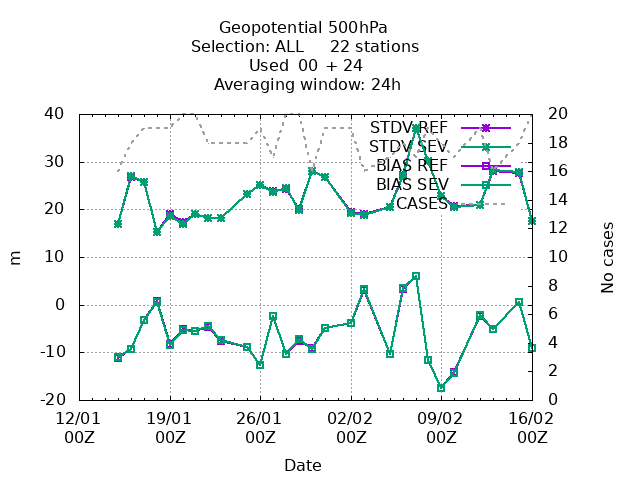 Geopotential 500hPa
Selection: ALL     22 stations
Used  00  + 24
Averaging window: 24h
40
30
20
10
0
-10
-20
m
20
18
16
14
12
10
8
6
4
2
0
No cases
STDV REF
STDV SEV
BIAS REF
BIAS SEV
CASES
12/01 19/01 26/01 02/02 09/02 16/02
00Z 00Z 00Z 00Z 00Z 00Z
Date